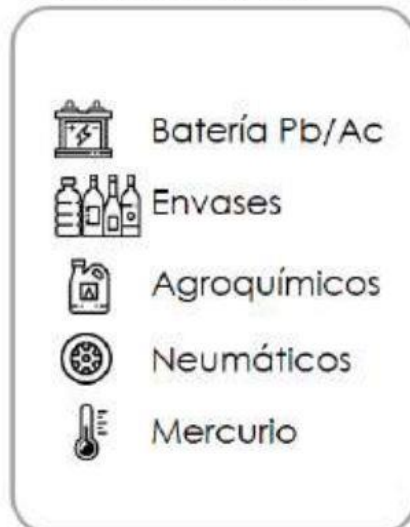 Batería Pb/Ac
Envases
Agroquímicos
Neumáticos
Mercurio